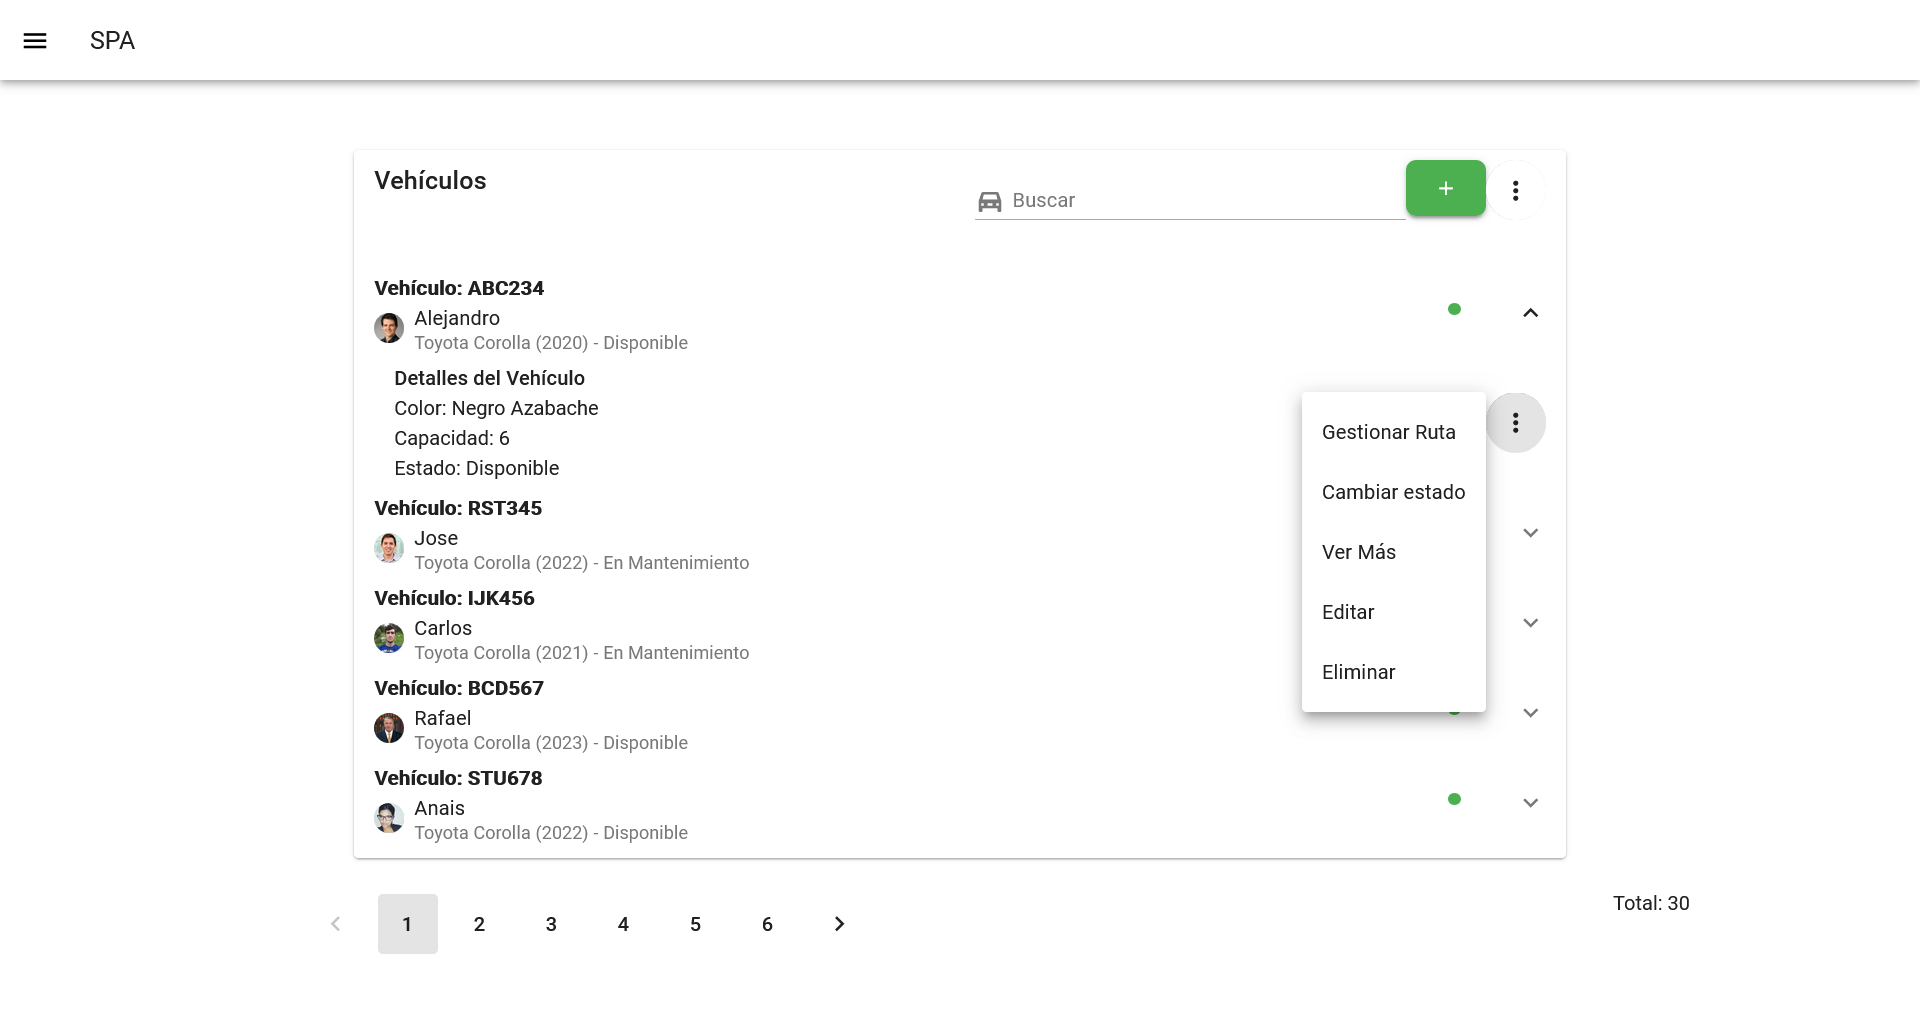 SPA
Vehículos
Buscar
+
Vehículo: ABC234
Alejandro
Toyota Corolla (2020) - Disponible
Detalles del Vehículo
Color: Negro Azabache
Capacidad: 6
Estado: Disponible
Gestionar Ruta
Cambiar estado
Ver Más
Editar
Eliminar
Vehículo: RST345
Jose
Toyota Corolla (2022) - En Mantenimiento
Vehículo: IJK456
Carlos
Toyota Corolla (2021) - En Mantenimiento
Vehículo: BCD567
Rafael
Toyota Corolla (2023) - Disponible
Vehículo: STU678
Anais
Toyota Corolla (2022) - Disponible
1 2 3 4 5 6
Total: 30